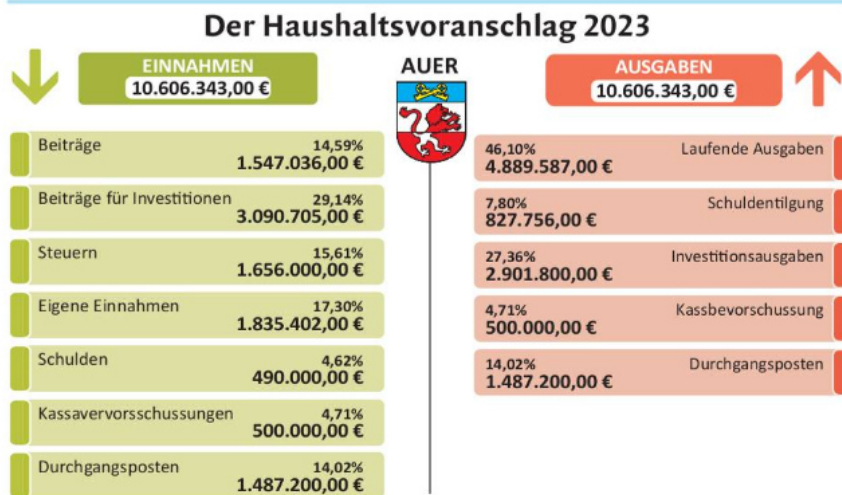 Der Haushaltsvoranschlag 2023
EINNAHMEN
10.606.343,00 €
AUER
AUSGABEN
10.606.343,00 €
Beiträge 14,59%
1.547.036,00 €
Beiträge für Investitionen 29,14%
3.090.705,00 €
Steuern 15,61%
1.656.000,00 €
Eigene Einnahmen 17,30%
1.835.402,00 €
Schulden 4,62%
490.000,00 €
Kassavervorsschussungen 4,71%
500.000,00 €
Durchgangsposten 14,02%
1.487.200,00 €
46,10% Laufende Ausgaben
4.889.587,00 €
7,80% Schuldentilgung
827.756,00 €
27,36% Investitionsausgaben
2.901.800,00 €
4,71% Kassbevorschussung
500.000,00 €
14,02% Durchgangsposten
1.487.200,00 €